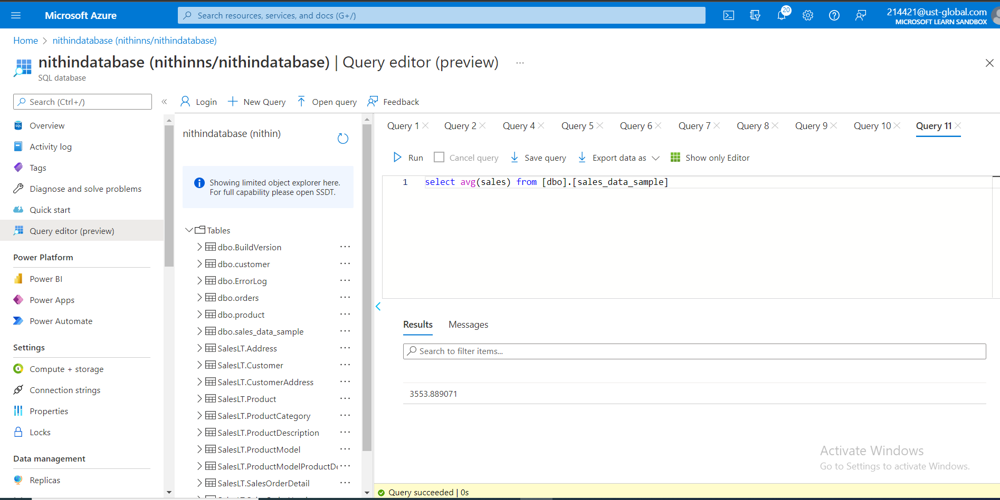 Microsoft Azure
Search resources, services, and docs (G+/)
20
214421@ust-global.com
MICROSOFT LEARN SANDBOX
Home > nithindatabase (nithinns/nithindatabase)
nithindatabase (nithinns/nithindatabase) | Query editor (preview) ...
SQL database
Search (Ctrl+/)
«
Login
New Query
Open query
Feedback
Overview
Activity log
Tags
Diagnose and solve problems
Quick start
Query editor (preview)
Power Platform
Power BI
Power Apps
Power Automate
Settings
Compute + storage
Connection strings
Properties
Locks
Data management
Replicas
nithindatabase (nithin)
Showing limited object explorer here.
For full capability please open SSDT.
Tables
dbo.BuildVersion ...
dbo.customer ...
dbo.ErrorLog ...
dbo.orders ...
dbo.product ...
dbo.sales_data_sample ...
SalesLT.Address ...
SalesLT.Customer ...
SalesLT.CustomerAddress ...
SalesLT.Product ...
SalesLT.ProductCategory ...
SalesLT.ProductDescription ...
SalesLT.ProductModel ...
SalesLT.ProductModelProductDe ...
SalesLT.SalesOrderDetail ...
Query 1 Query 2 Query 4 Query 5 Query 6 Query 7 Query 8 Query 9 Query 10 Query 11
Run Cancel query Save query Export data as Show only Editor
1 select avg(sales) from [dbo].[sales_data_sample]
Results Messages
Search to filter items...
3553.889071
Activate Windows
Go to Settings to activate Windows.
Query succeeded | 0s